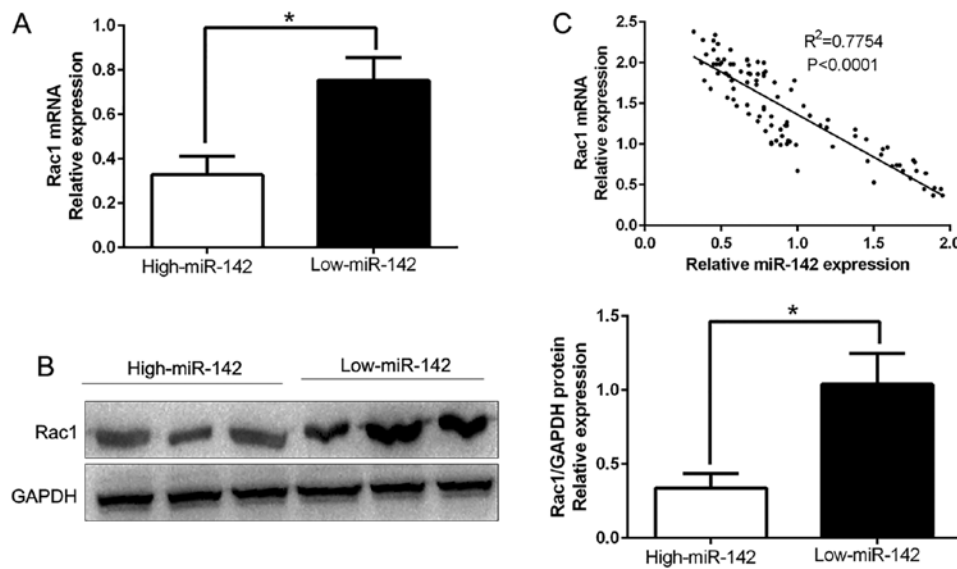 A
Rac1 mRNA
Relative expression
1.0
0.8
0.6
0.4
0.2
0.0
*
High-miR-142
Low-miR-142
C
Rac1 mRNA
Relative expression
2.5
2.0
1.5
1.0
0.5
0.0
R²=0.7754
P<0.0001
0.0
0.5
1.0
1.5
2.0
Relative miR-142 expression
B
High-miR-142
Low-miR-142
Rac1
GAPDH
Rac1/GAPDH protein
Relative expression
1.5
1.0
0.5
0.0
*
High-miR-142
Low-miR-142